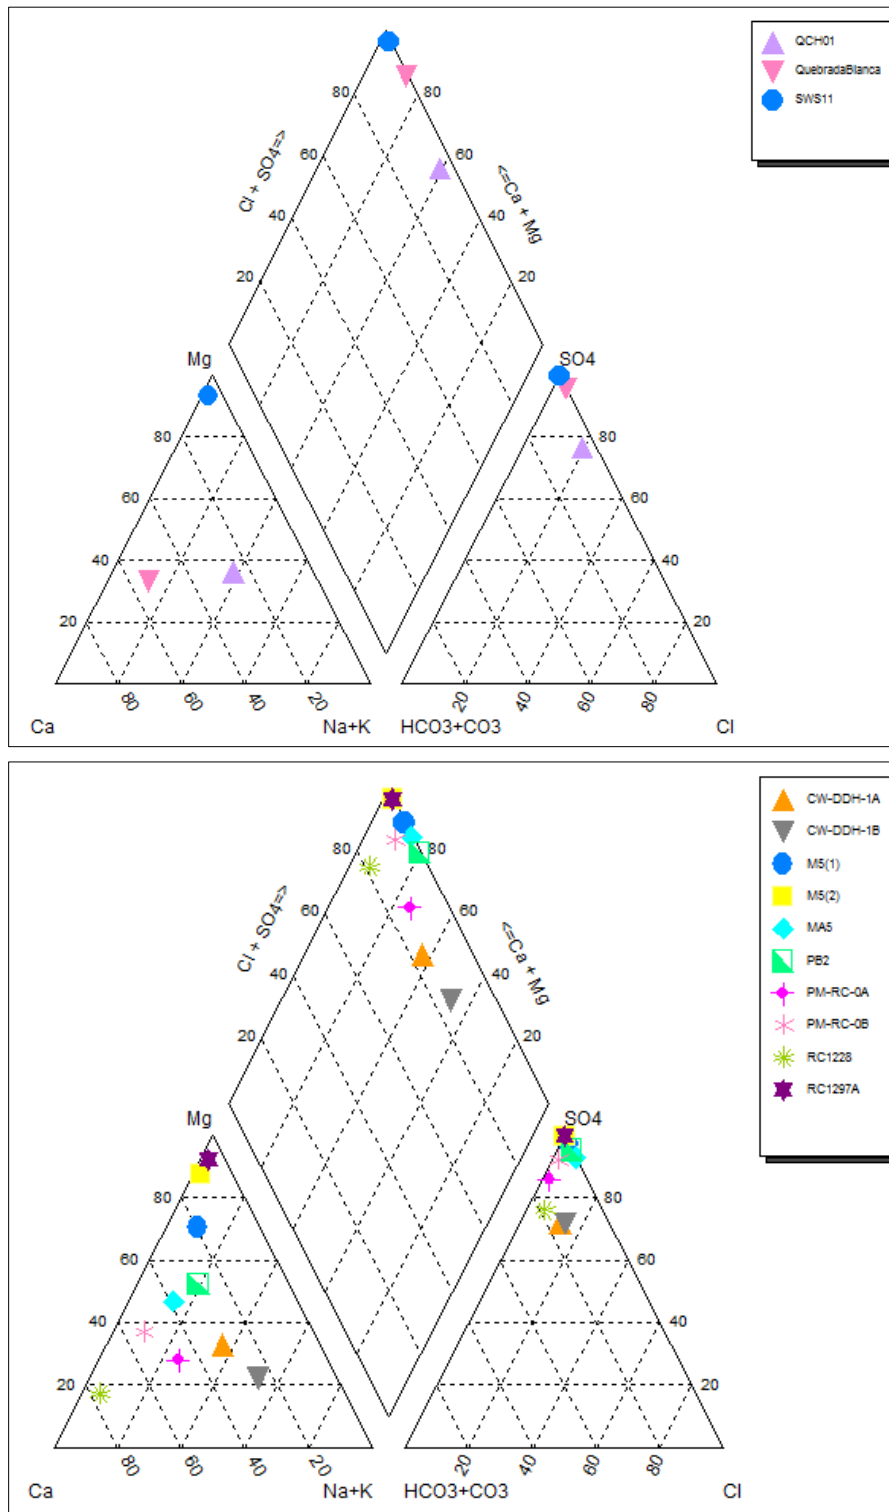 QCH01
QuebradaBlanca
SWS11
80
80
Cl + SO4=>
<=Ca + Mg
60
60
40
40
20
20
Mg
SO4
80
80
60
60
40
40
20
20
80
60
40
20
20
40
60
80
Ca
Na+K
HCO3+CO3
Cl
CW-DDH-1A
CW-DDH-1B
M5(1)
M5(2)
MA5
PB2
PM-RC-0A
PM-RC-0B
RC1228
RC1297A
80
80
Cl + SO4=>
<=Ca + Mg
60
60
40
40
20
20
Mg
SO4
80
80
60
60
40
40
20
20
80
60
40
20
20
40
60
80
Ca
Na+K
HCO3+CO3
Cl